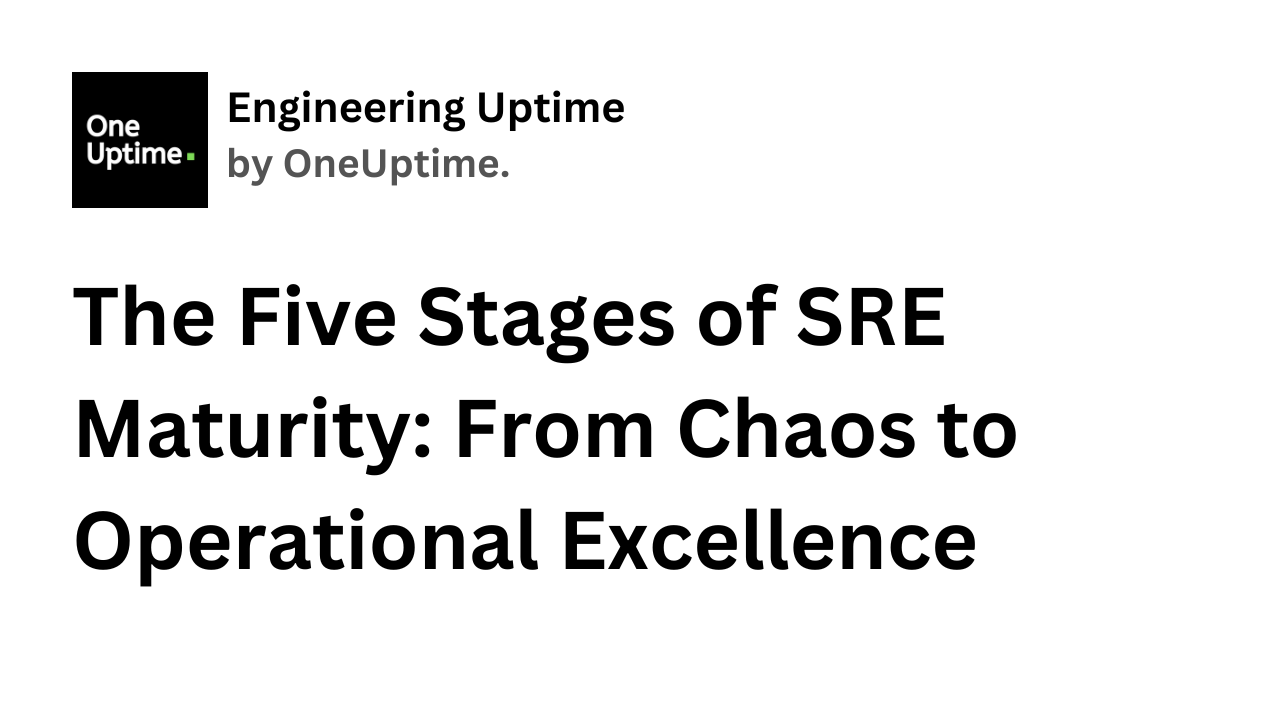 One
Uptime.
Engineering Uptime
by OneUptime.
The Five Stages of SRE
Maturity: From Chaos to
Operational Excellence